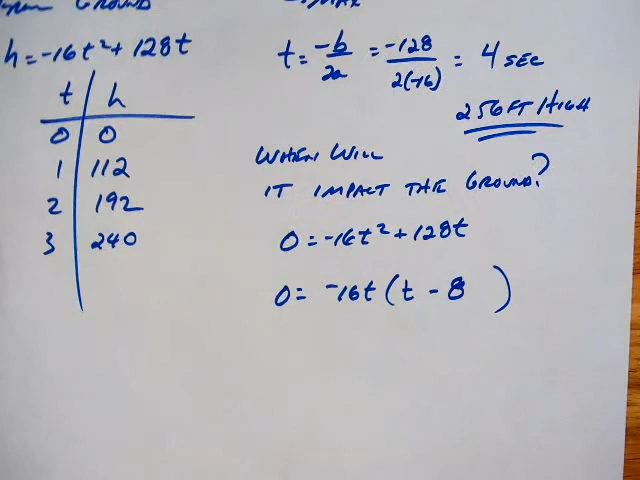 GROUND
h = -16t² + 128t
t h
0 0
1 112
2 192
3 240
t = -b/2a = -128/2(-16) = 4 SEC
256 FT HIGH
WHEN WILL
IT IMPACT THE GROUND?
0 = -16t² + 128t
0 = -16t (t - 8 )